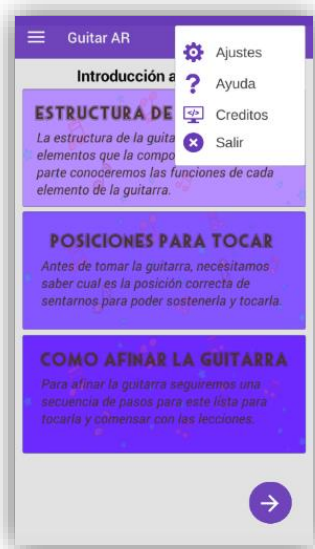 Guitar AR
Ajustes
Ayuda
Creditos
Salir
Introducción a
ESTRUCTURA DE
La estructura de la guita
elementos que la compo
parte conoceremos las funciones de cada
elemento de la guitarra.
POSICIONES PARA TOCAR
Antes de tomar la guitarra, necesitamos
saber cual es la posición correcta de
sentarnos para poder sostenerla y tocarla.
COMO AFINAR LA GUITARRA
Para afinar la guitarra seguiremos una
secuencia de pasos para este lista para
tocarla y comensar con las lecciones.